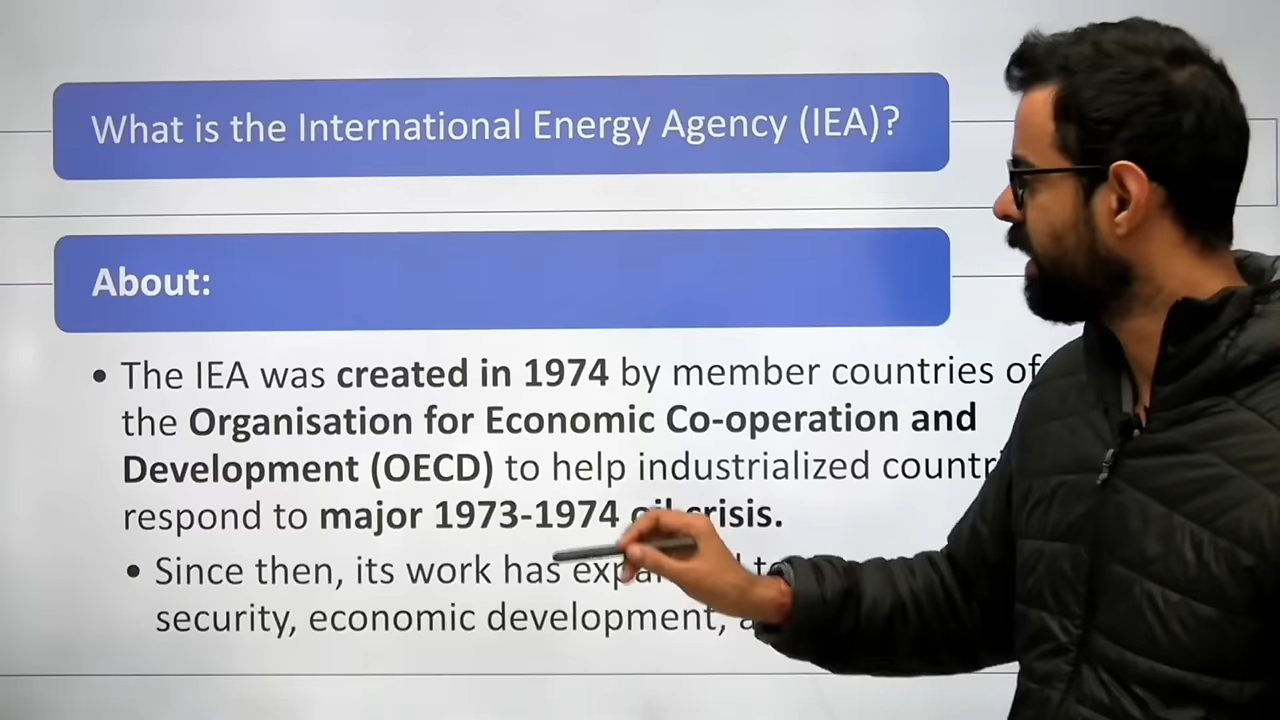 What is the International Energy Agency (IEA)?
About:
• The IEA was created in 1974 by member countries of
the Organisation for Economic Co-operation and
Development (OECD) to help industrialized
respond to major 1973-1974 crisis.
• Since then, its work has
security, economic development,